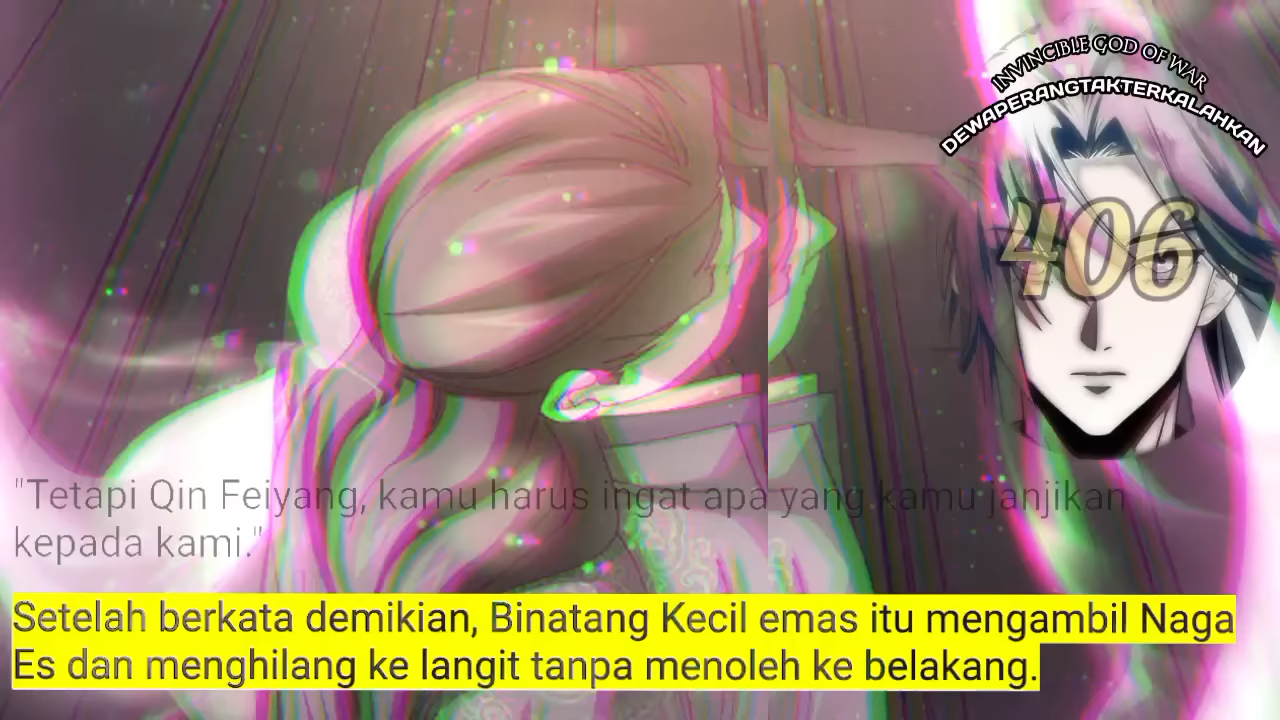 INVINCIBLE GOD OF WAR
DEWAPERANGTAKTERKALAHKAN
406
"Tetapi Qin Feiyang, kamu harus ingat apa yang kamu janjikan
kepada kami."
Setelah berkata demikian, Binatang Kecil emas itu mengambil Naga
Es dan menghilang ke langit tanpa menoleh ke belakang.